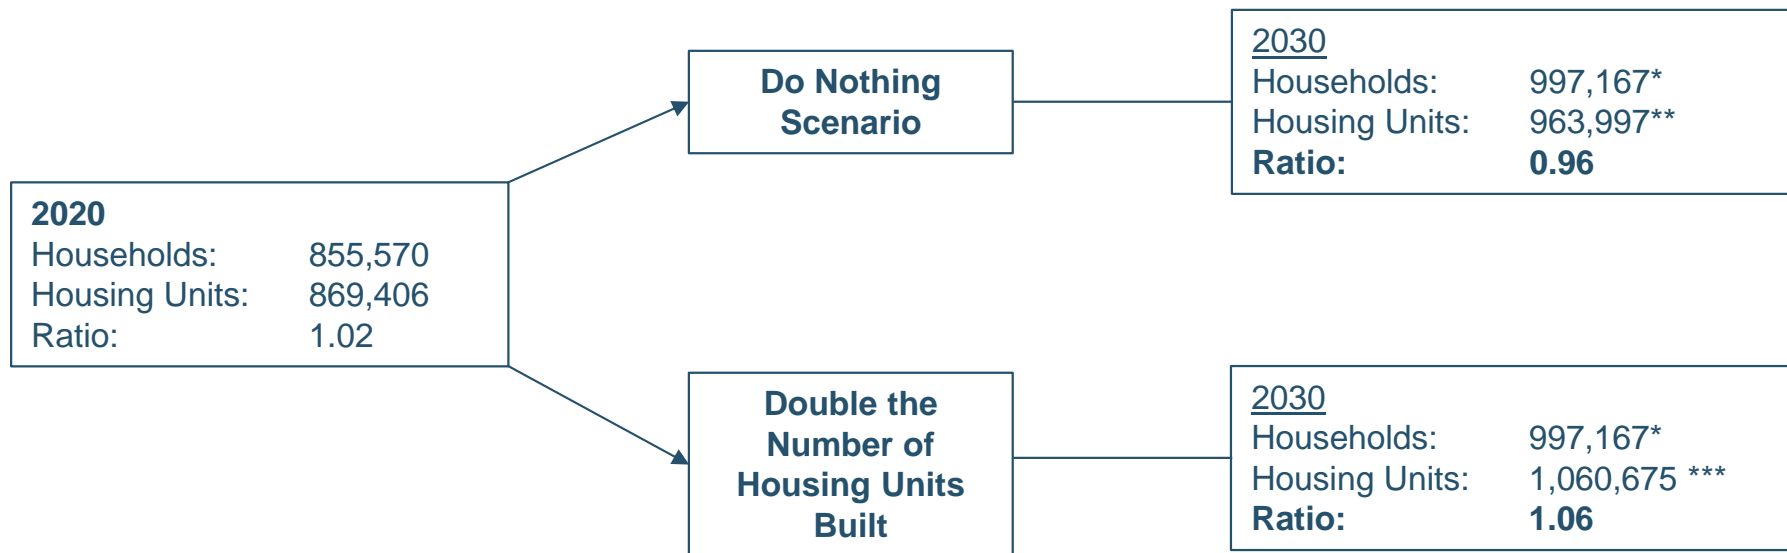 2020
Households: 855,570
Housing Units: 869,406
Ratio: 1.02
Do Nothing
Scenario
2030
Households: 997,167*
Housing Units: 963,997**
Ratio: 0.96
Double the
Number of
Housing Units
Built
2030
Households: 997,167*
Housing Units: 1,060,675 ***
Ratio: 1.06